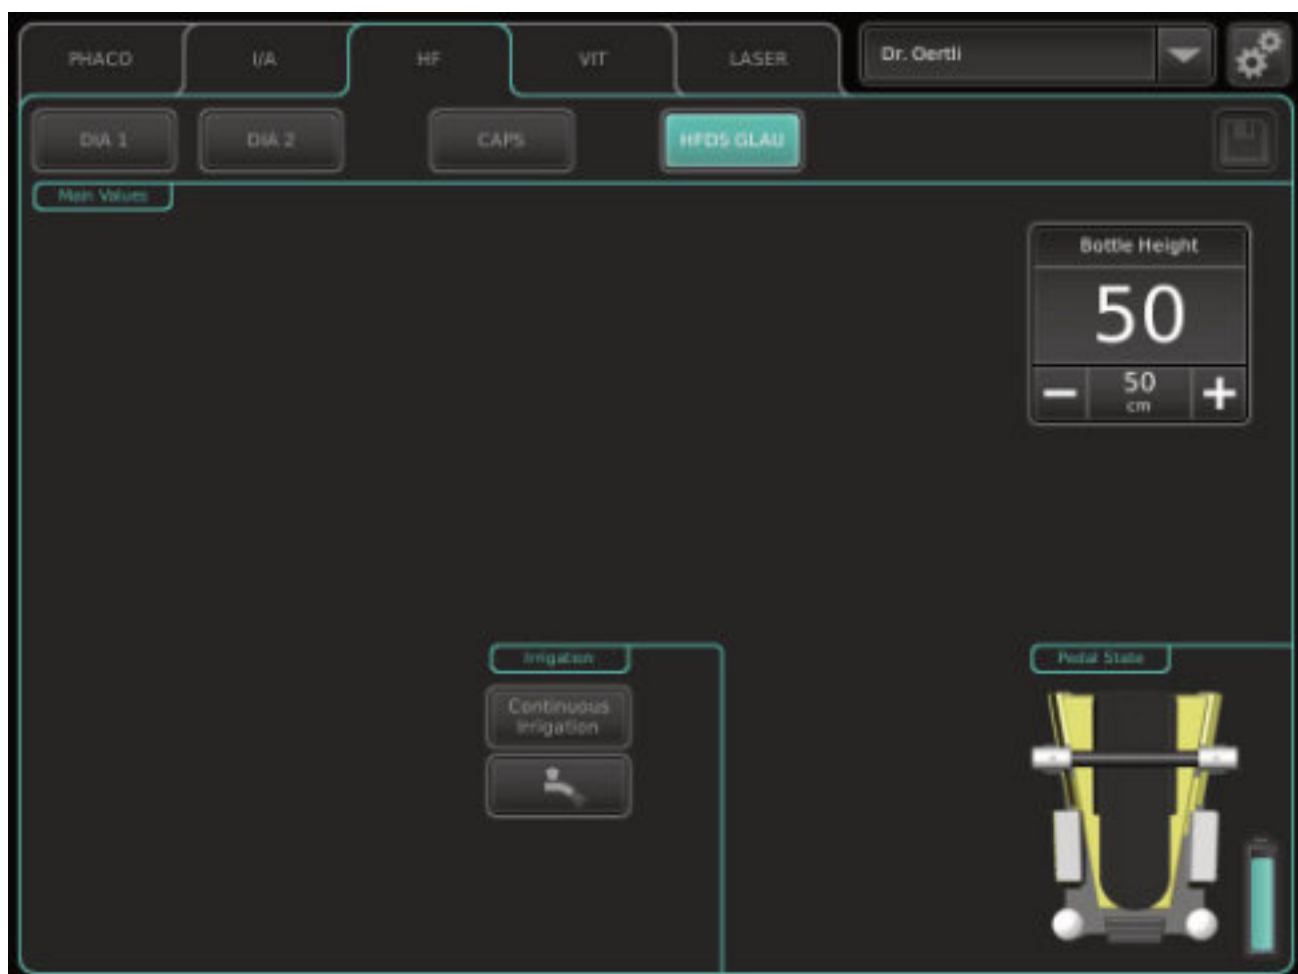 PHACO
I/A
HF
VIT
LASER
Dr. Oertli
DIA 1
DIA 2
CAPS
HFDS GLAU
Main Values
Bottle Height
50
50
cm
Irrigation
Continuous
Irrigation
Pedal State